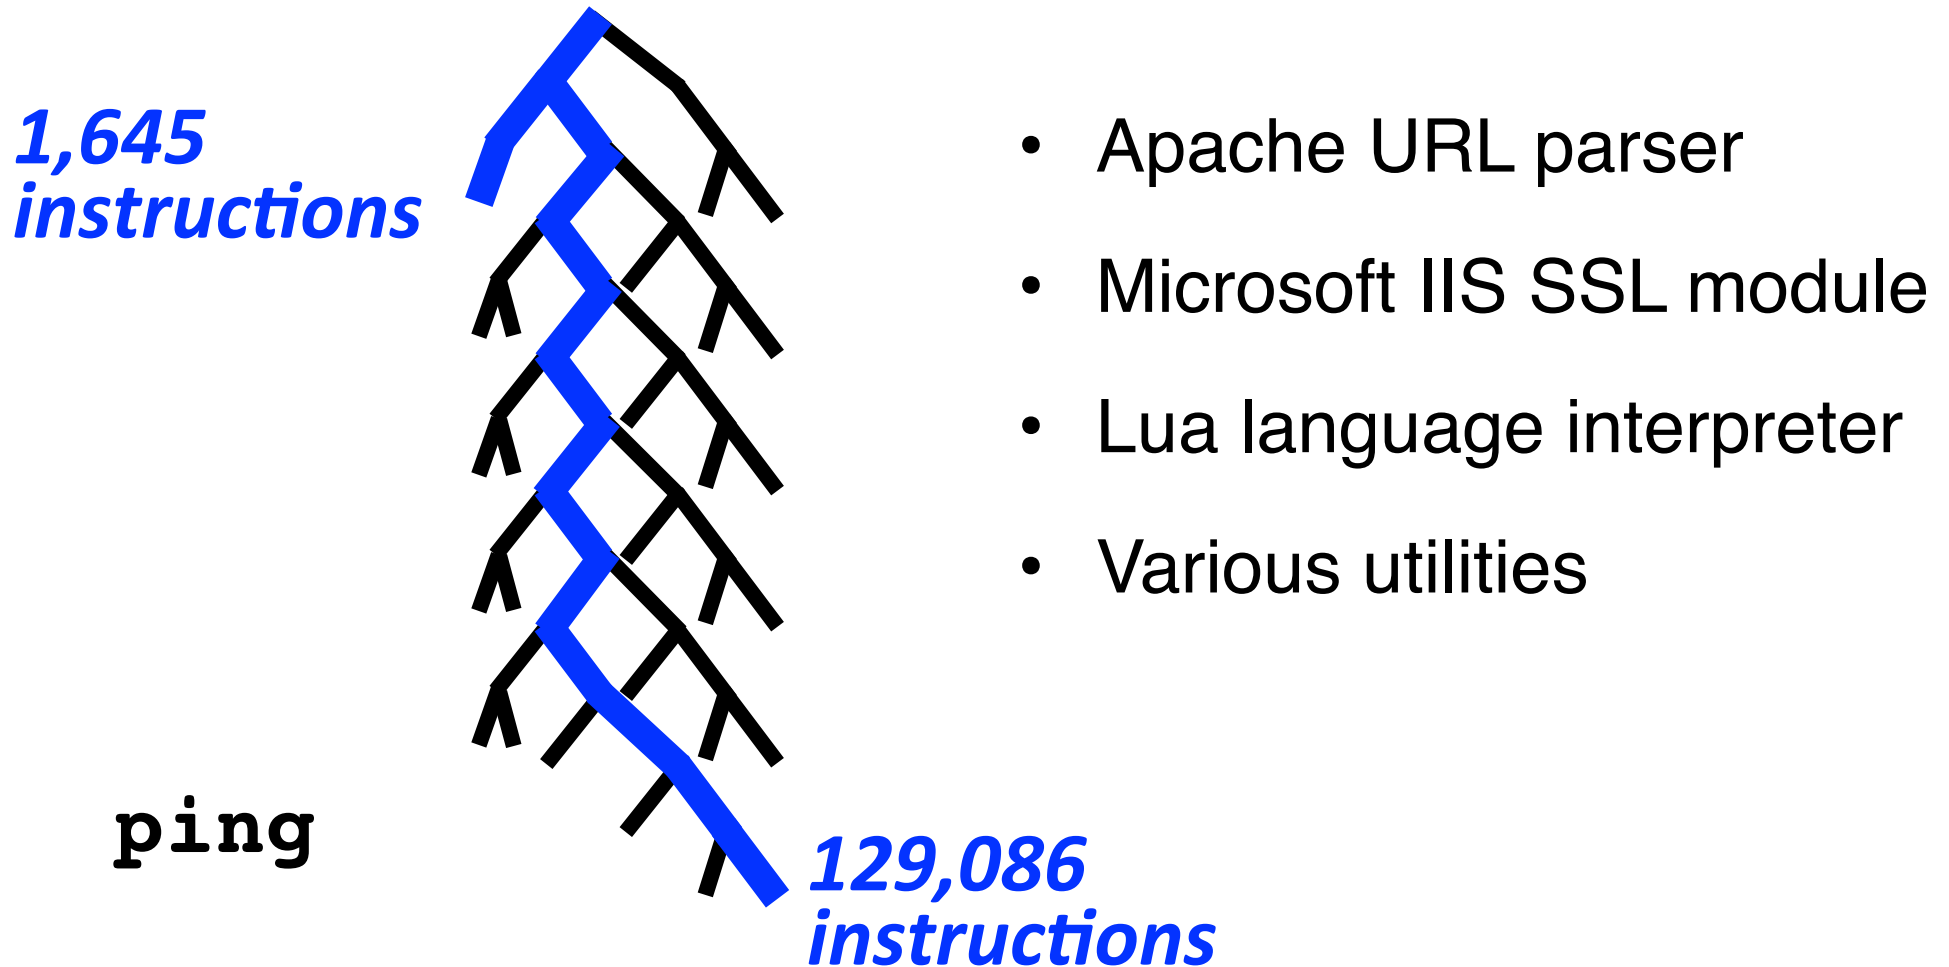 1,645
instructions
• Apache URL parser
• Microsoft IIS SSL module
• Lua language interpreter
• Various utilities
ping
129,086
instructions